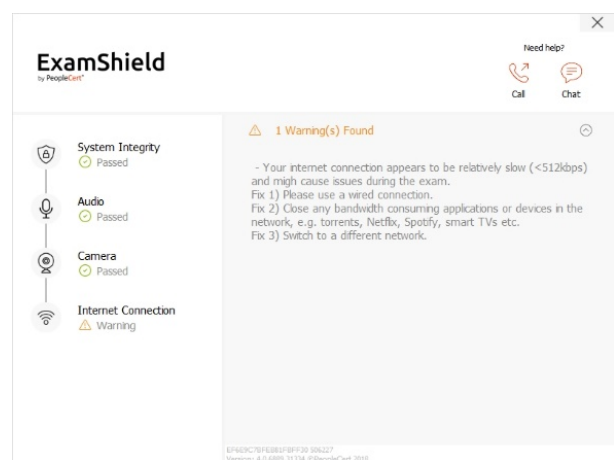 ExamShield
by PeopleCert
Need help?
Call
Chat
System Integrity
Passed
Audio
Passed
Camera
Passed
Internet Connection
Warning
1 Warning(s) Found
- Your internet connection appears to be relatively slow (<512kbps)
and migh cause issues during the exam.
Fix 1) Please use a wired connection.
Fix 2) Close any bandwidth consuming applications or devices in the
network, e.g. torrents, Netflix, Spotify, smart TVs etc.
Fix 3) Switch to a different network.